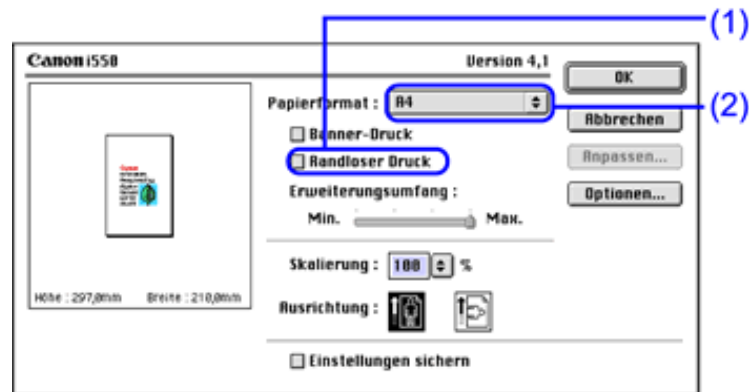 (1)
Canon i550
Version 4,1
OK
Papierformat : A4
(2)
Abbrechen
Banner-Druck
Randloser Druck
Anpassen...
Erweiterungsumfang :
Optionen...
Min. Max.
Skalierung : 100 %
Höhe : 297,0mm Breite : 210,0mm
Ausrichtung :
Einstellungen sichern